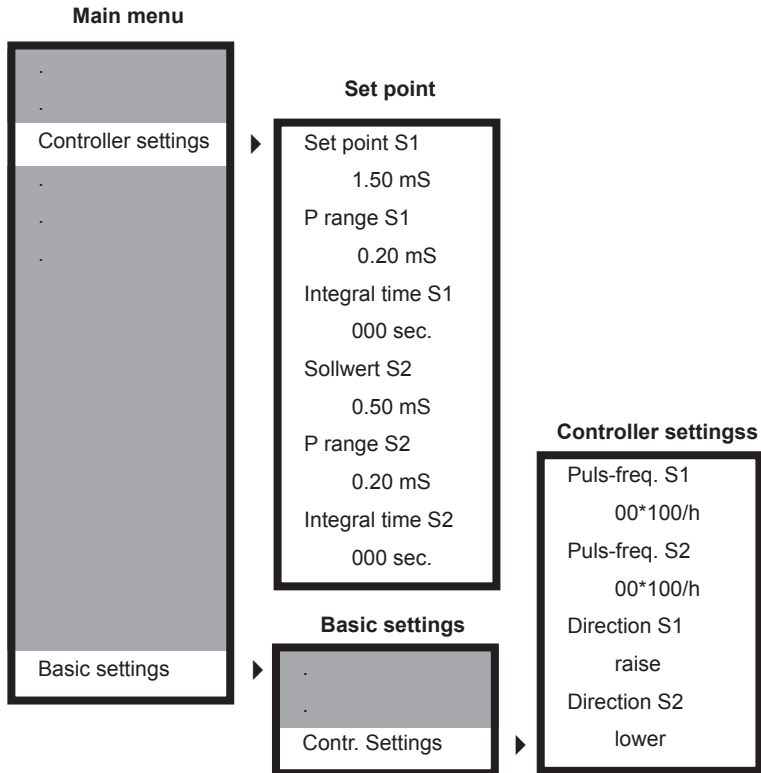 Main menu
.
.
Controller settings
.
.
.
Basic settings
Set point
Set point S1
1.50 mS
P range S1
0.20 mS
Integral time S1
000 sec.
Sollwert S2
0.50 mS
P range S2
0.20 mS
Integral time S2
000 sec.
Basic settings
.
.
Contr. Settings
Controller settingss
Puls-freq. S1
00*100/h
Puls-freq. S2
00*100/h
Direction S1
raise
Direction S2
lower